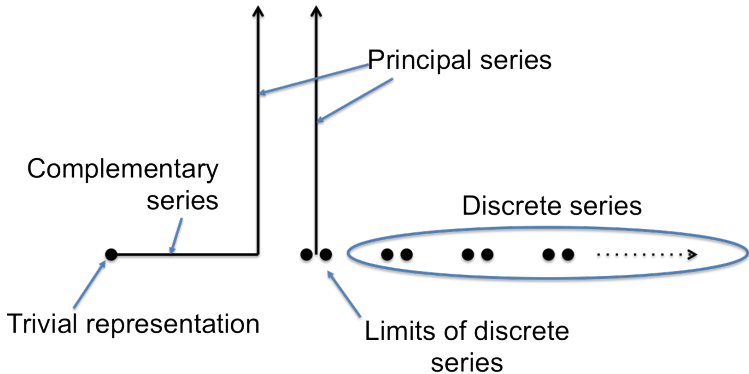 Principal series
Complementary
series
Discrete series
Trivial representation
Limits of discrete
series